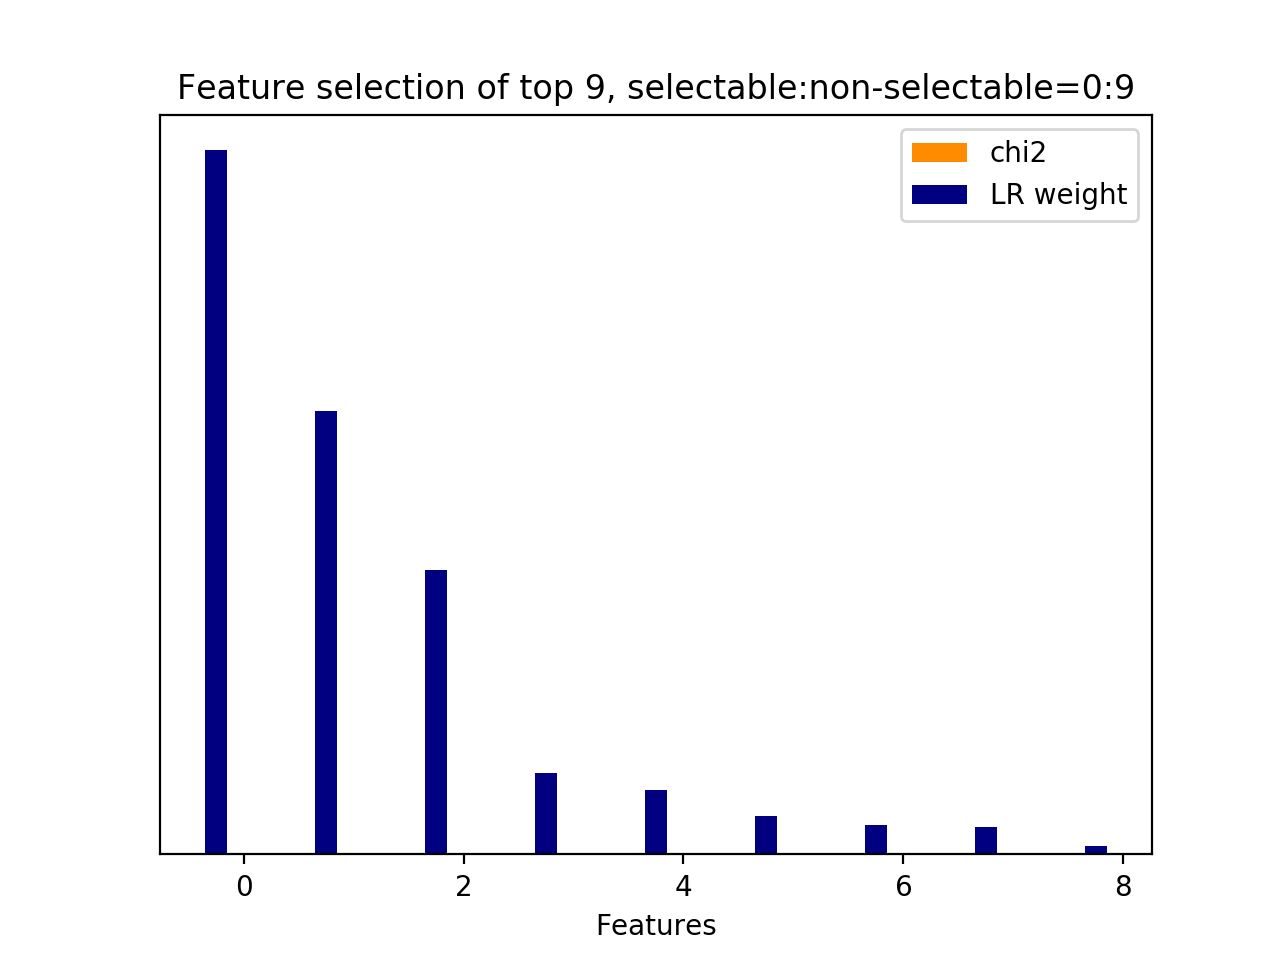 Feature selection of top 9, selectable:non-selectable=0:9
chi2
LR weight
0 2 4 6 8
Features